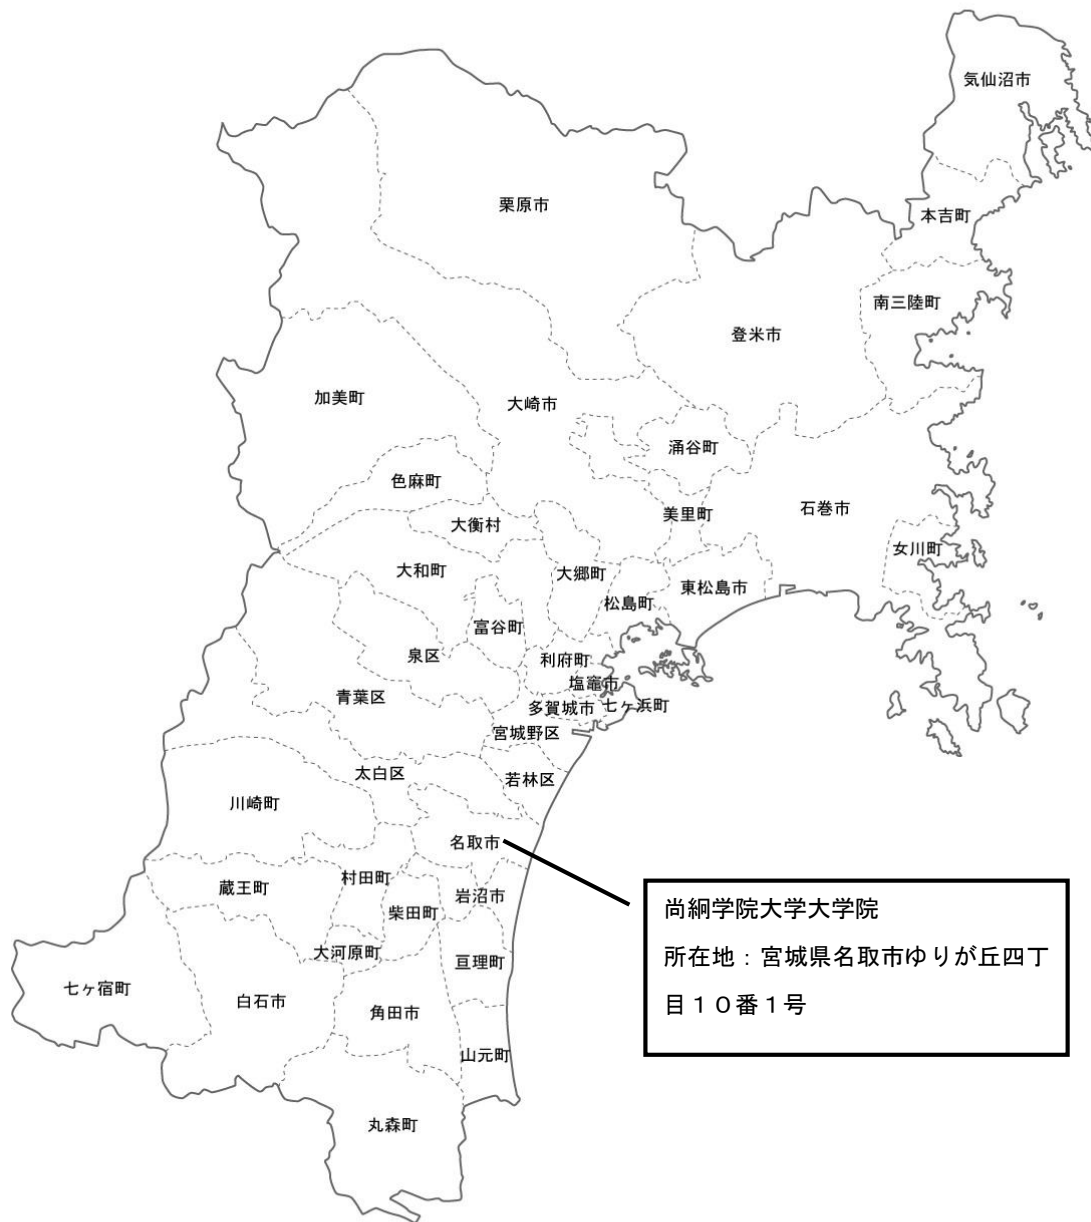 気仙沼市
栗原市
本吉町
南三陸町
登米市
加美町
大崎市
涌谷町
色麻町
石巻市
美里町
大衡村
女川町
大和町
大郷町
東松島市
松島町
富谷町
泉区
利府町
塩竈市
青葉区
多賀城市
七ヶ浜町
宮城野区
太白区
若林区
川崎町
名取市
村田町
蔵王町
岩沼市
柴田町
大河原町
亘理町
七ヶ宿町
白石市
角田市
山元町
丸森町
尚絅学院大学大学院
所在地：宮城県名取市ゆりが丘四丁
目１０番１号